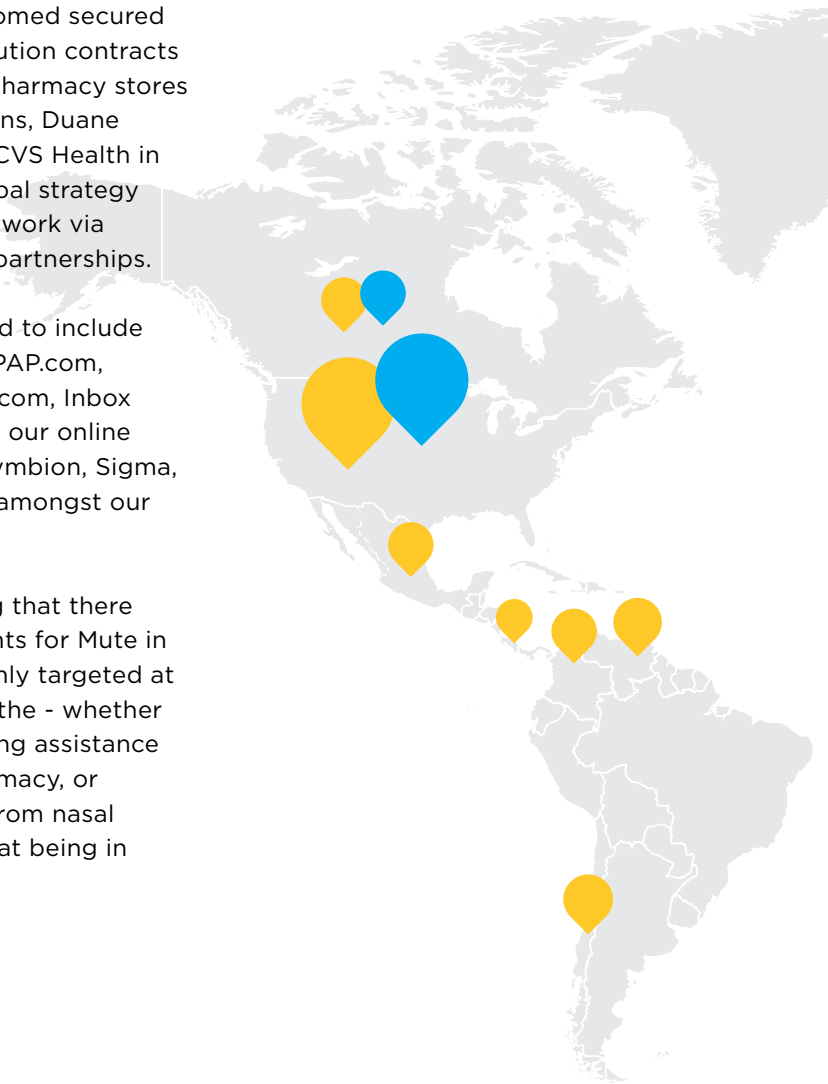 omed secured
ution contracts
harmacy stores
ns, Duane
CVS Health in
bal strategy
work via
partnerships.
d to include
PAP.com,
.com, Inbox
our online
ymbion, Sigma,
amongst our
g that there
nts for Mute in
nly targeted at
the - whether
ng assistance
macy, or
rom nasal
at being in